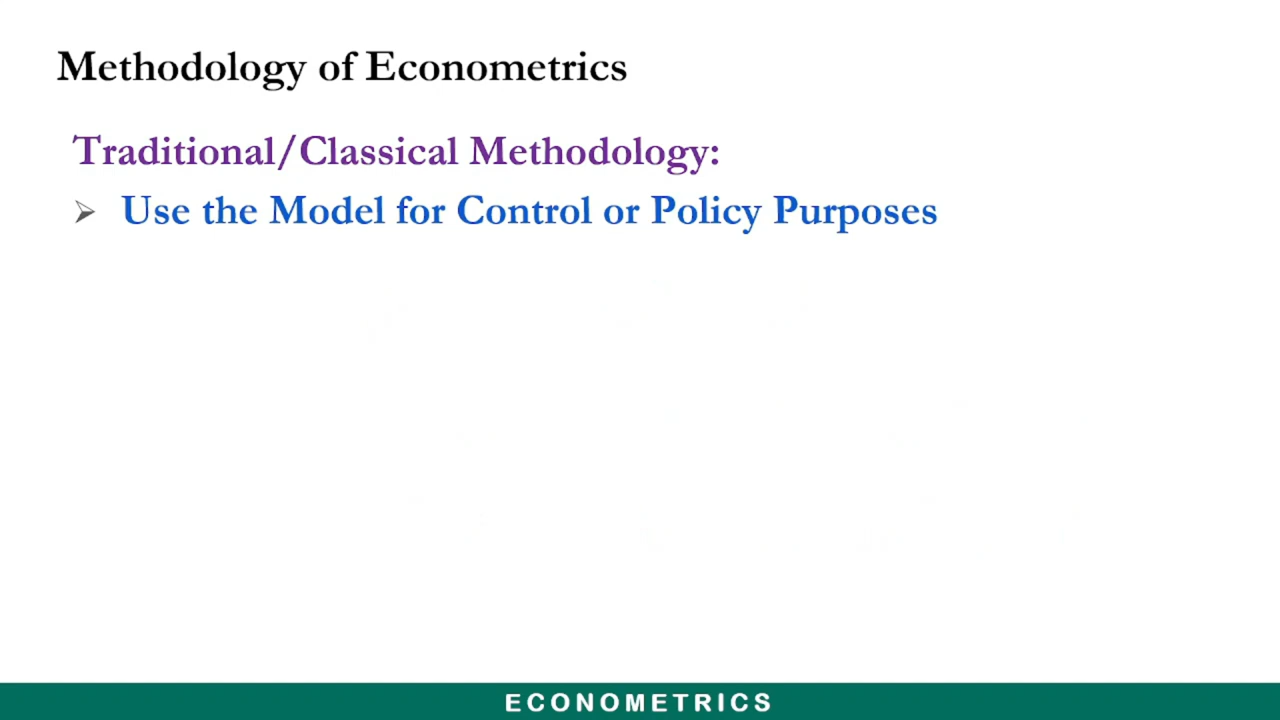 Methodology of Econometrics
Traditional/Classical Methodology:
➢ Use the Model for Control or Policy Purposes
ECONOMETRICS